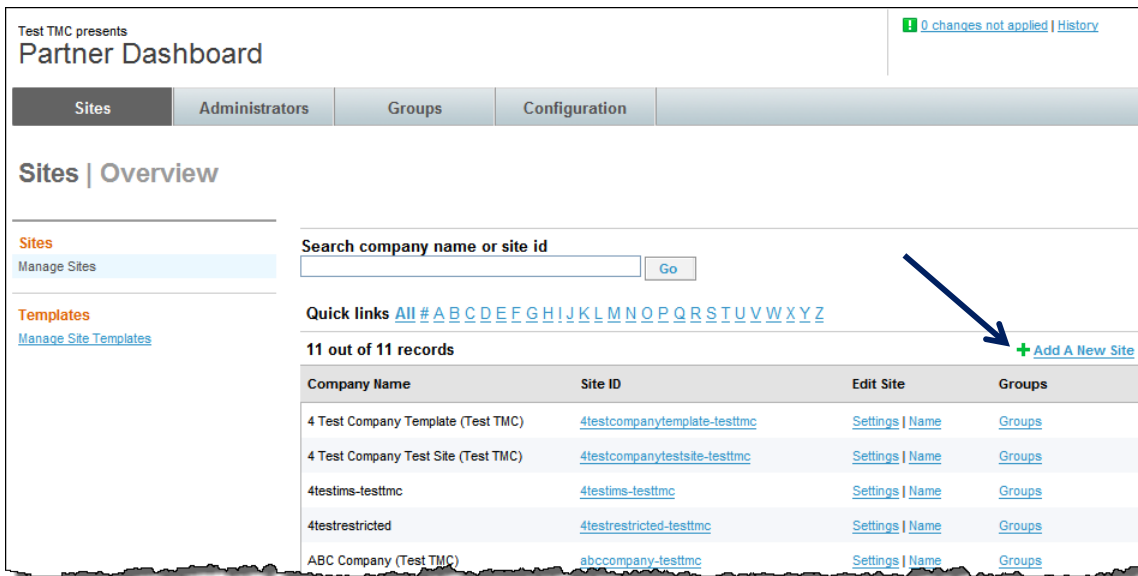 Test TMC presents
Partner Dashboard
0 changes not applied | History
Sites Administrators Groups Configuration
Sites | Overview
Sites
Manage Sites
Templates
Manage Site Templates
Search company name or site id
Go
Quick links All # A B C D E F G H I J K L M N O P Q R S T U V W X Y Z
11 out of 11 records
Add A New Site
Company Name Site ID Edit Site Groups
4 Test Company Template (Test TMC) 4testcompanytemplate-testtmc Settings | Name Groups
4 Test Company Test Site (Test TMC) 4testcompanytestsite-testtmc Settings | Name Groups
4testims-testtmc 4testims-testtmc Settings | Name Groups
4testrestricted 4testrestricted-testtmc Settings | Name Groups
ABC Company (Test TMC) abccompany-testtmc Settings | Name Groups